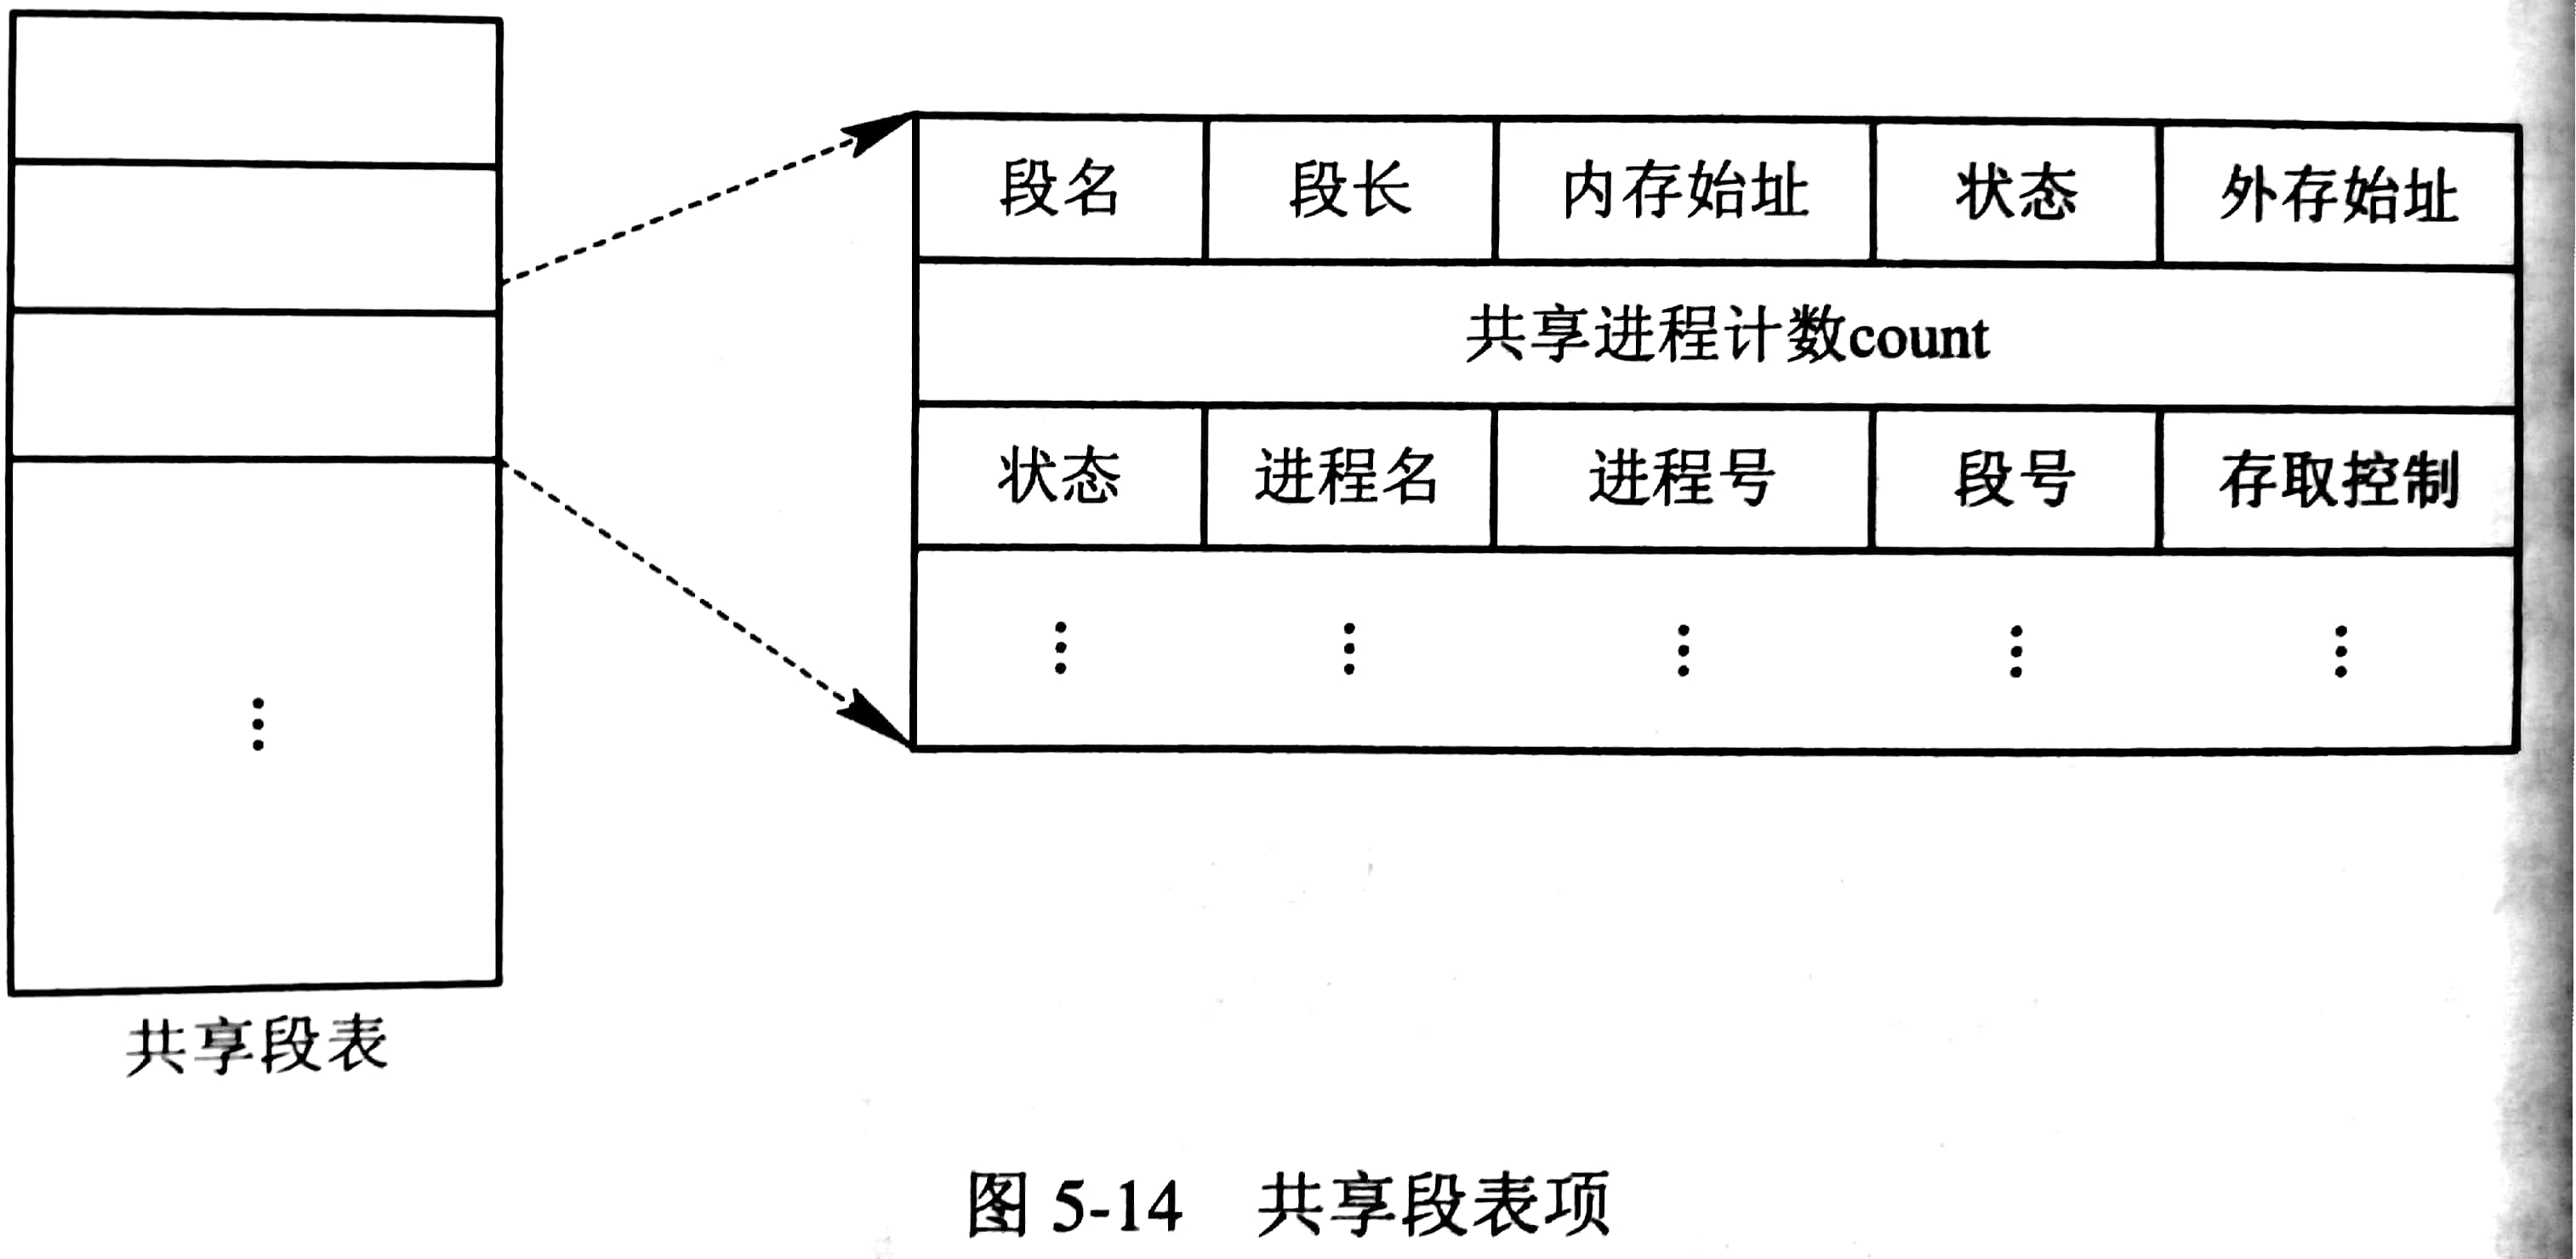 段名 段长 内存始址 状态 外存始址
共享进程计数count
状态 进程名 进程号 段号 存取控制
共享段表
图 5-14 共享段表项